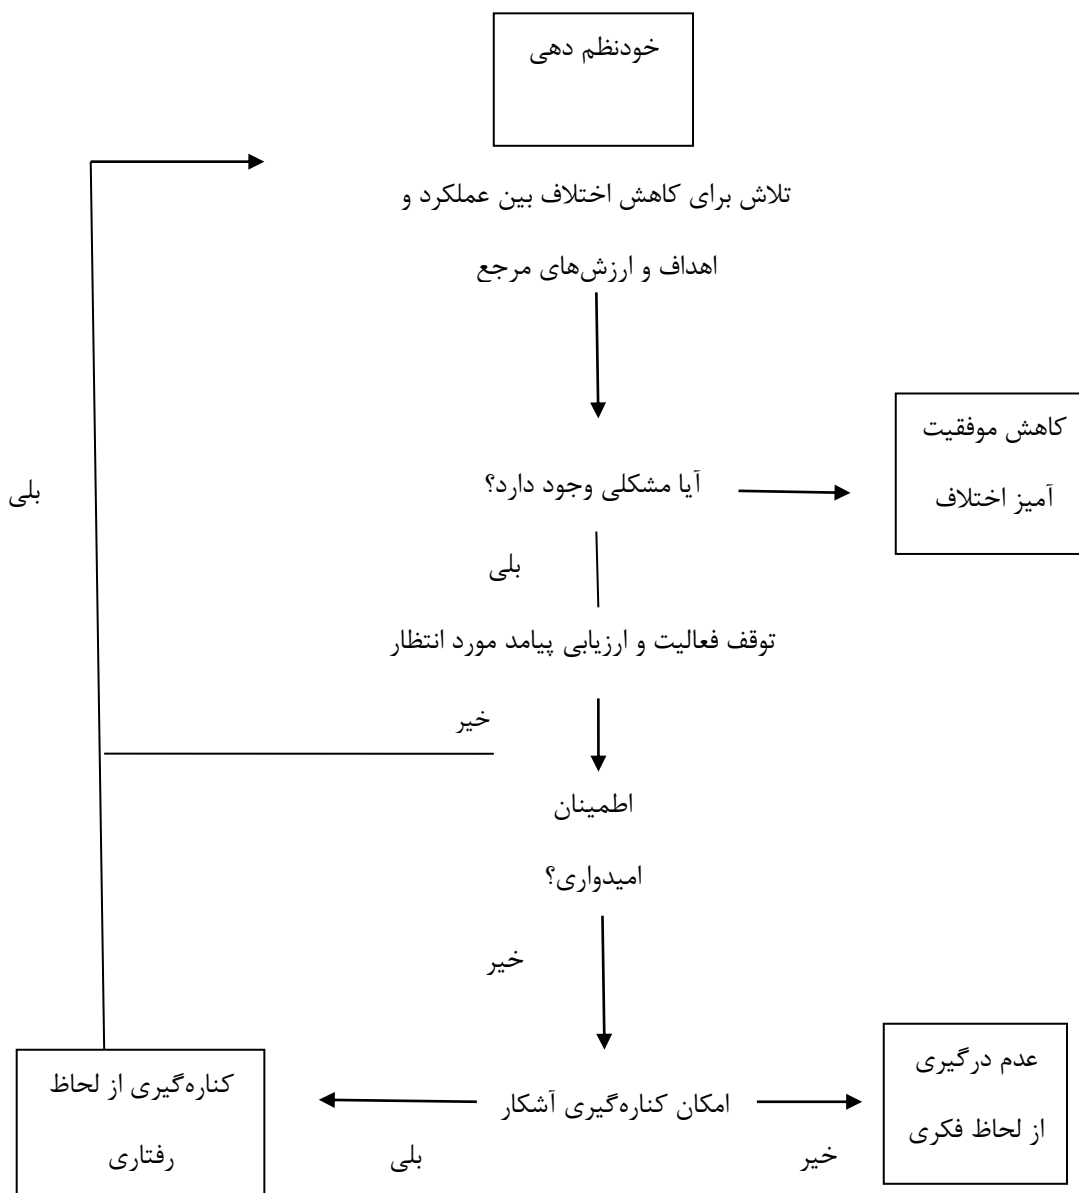 خودنظم دهی
تلاش برای کاهش اختلاف بین عملکرد و
اهداف و ارزش‌های مرجع
کاهش موفقیت
آمیز اختلاف
آیا مشکلی وجود دارد؟
بلی
بلی
توقف فعالیت و ارزیابی پیامد مورد انتظار
خیر
اطمینان
امیدواری؟
خیر
عدم درگیری
از لحاظ فکری
خیر
امکان کناره‌گیری آشکار
بلی
کناره‌گیری از لحاظ
رفتاری